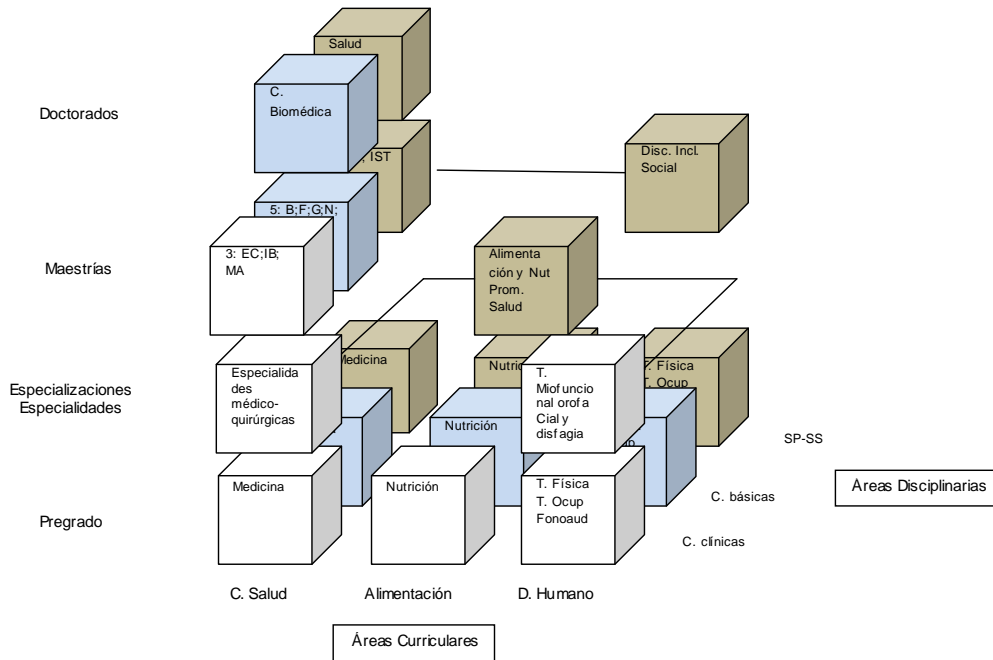 Salud
Doctorados
C.
Biomédica
; IST
Disc. Incl.
Social
5: B;F;G;N;
Maestrías
3: EC;IB;
MA
Alimenta
ción y Nut
Prom.
Salud
Especializaciones
Especialidades
Medicina
T. Física
T. Ocup
Especialida
des
médico-
quirúrgicas
T.
Miofuncio
nal orofa
Cial y
disfagia
Nutrición
SP-SS
Pregrado
Medicina
Nutrición
T. Física
T. Ocup
Fonoaud
C. básicas
Áreas Disciplinarias
C. clínicas
C. Salud
Alimentación
D. Humano
Áreas Curriculares